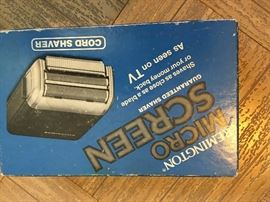 REMINGTON®
MICRO
SCREEN
GUARANTEED SHAVER
Shaves as close as a blade
or your money back.
As seen on TV
CORD SHAVER